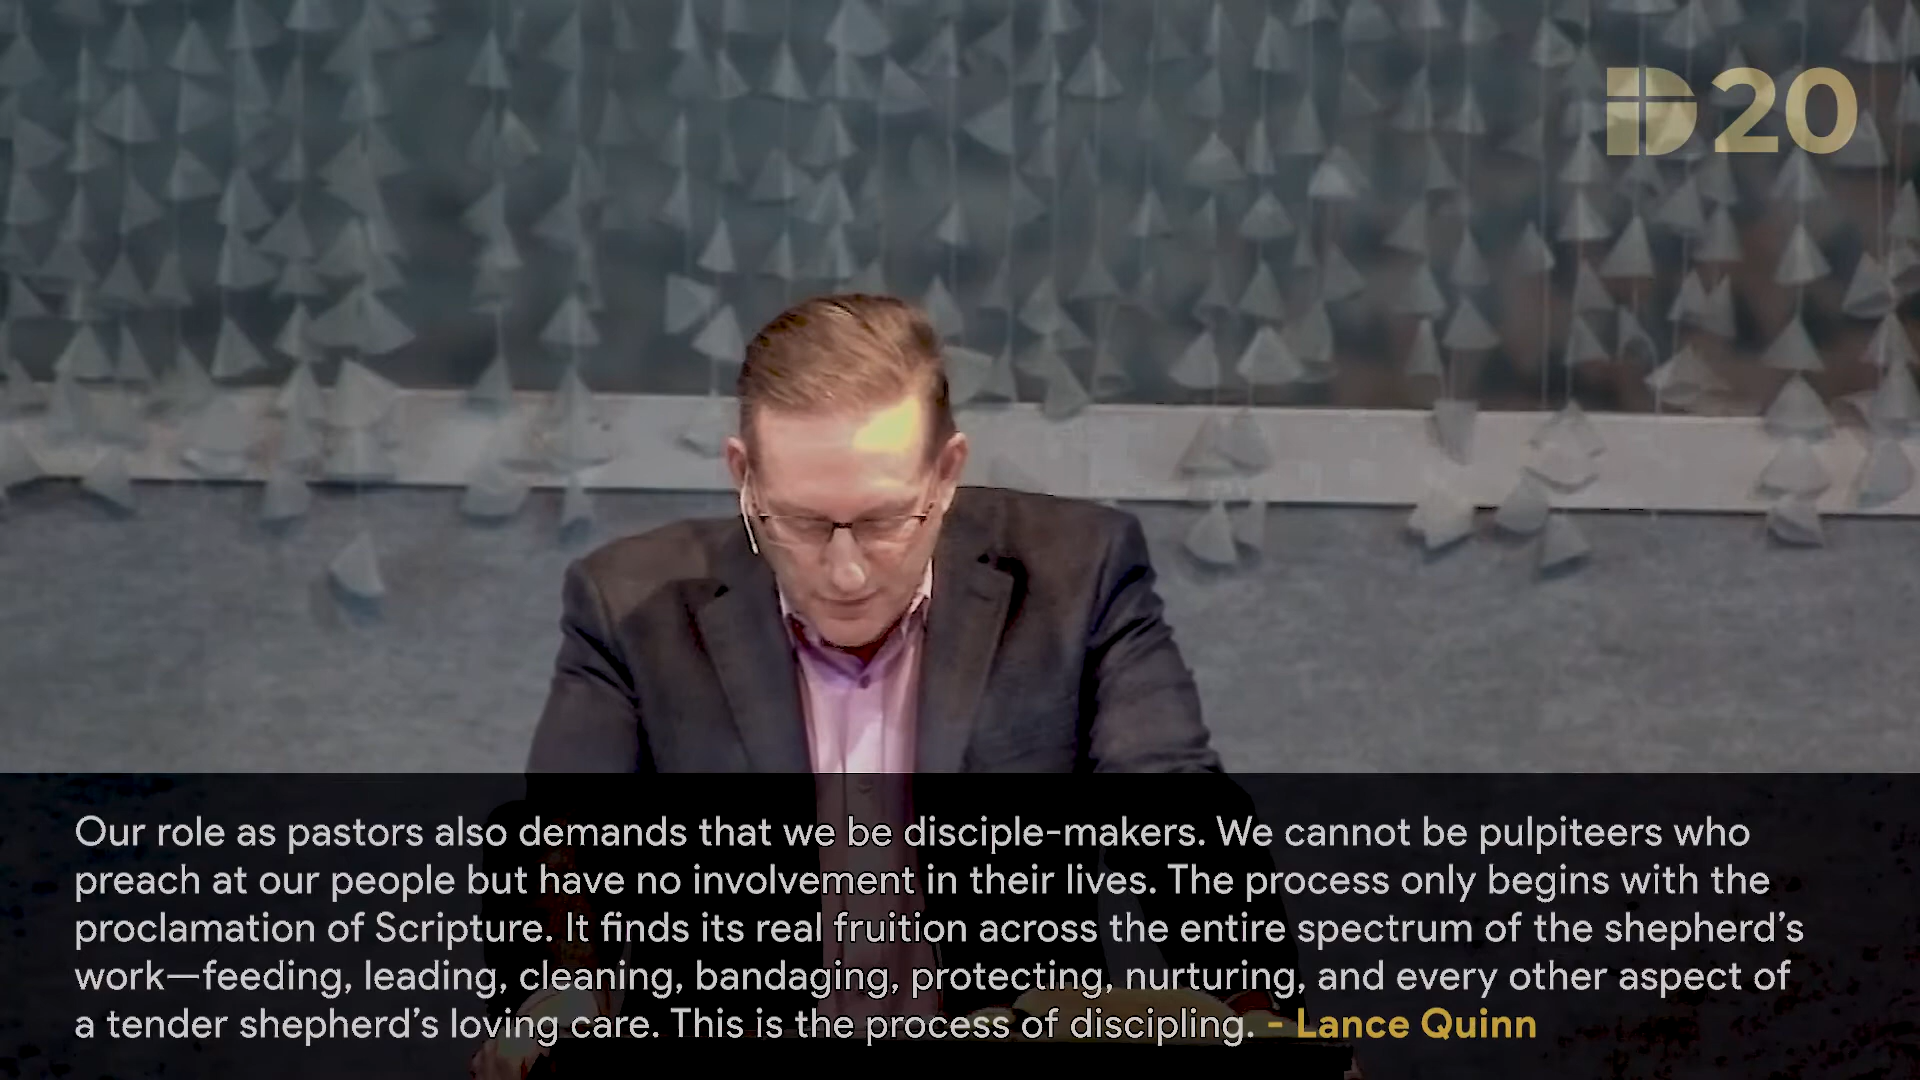 D20
Our role as pastors also demands that we be disciple-makers. We cannot be pulpiteers who
preach at our people but have no involvement in their lives. The process only begins with the
proclamation of Scripture. It finds its real fruition across the entire spectrum of the shepherd’s
work—feeding, leading, cleaning, bandaging, protecting, nurturing, and every other aspect of
a tender shepherd’s loving care. This is the process of discipling. - Lance Quinn